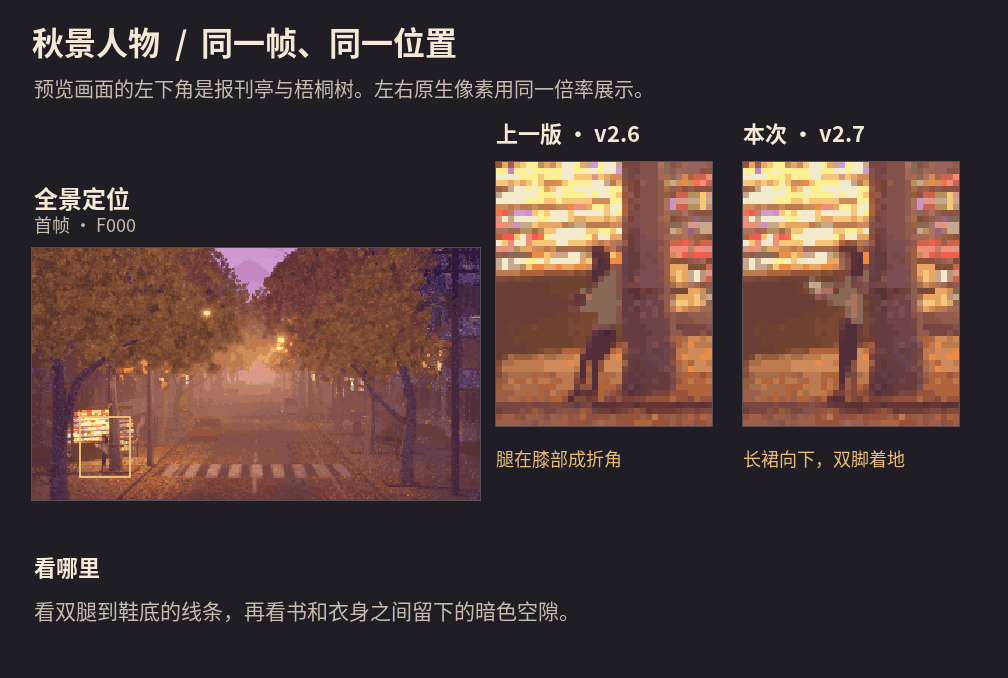 秋景人物 / 同一帧、同一位置
预览画面的左下角是报刊亭与梧桐树。左右原生像素用同一倍率展示。
上一版 • v2.6
本次 • v2.7
全景定位
首帧 • F000
腿在膝部成折角
长裙向下，双脚着地
看哪里
看双腿到鞋底的线条，再看书和衣身之间留下的暗色空隙。